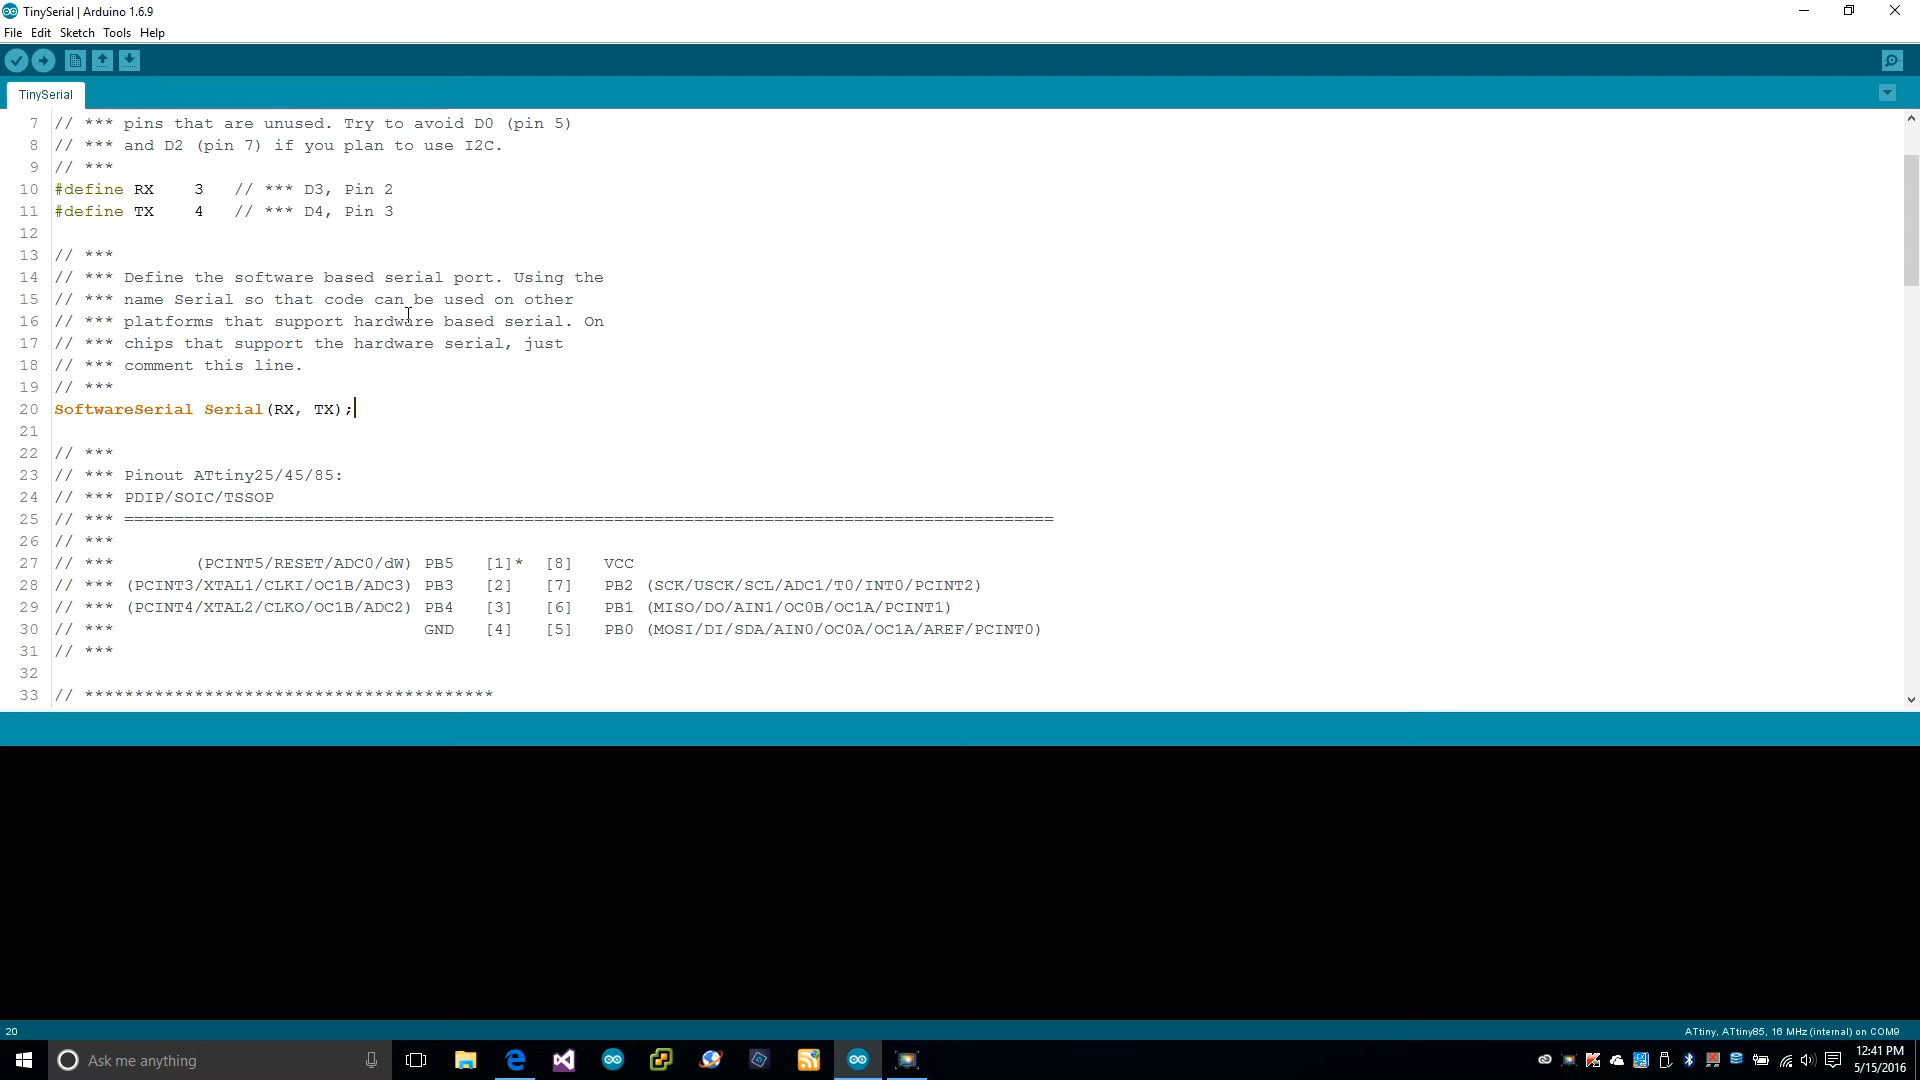 TinySerial | Arduino 1.6.9
File Edit Sketch Tools Help
TinySerial
7 // *** pins that are unused. Try to avoid D0 (pin 5)
8 // *** and D2 (pin 7) if you plan to use I2C.
9 // ***
10 #define RX    3   // *** D3, Pin 2
11 #define TX    4   // *** D4, Pin 3
12
13 // ***
14 // *** Define the software based serial port. Using the
15 // *** name Serial so that code can be used on other
16 // *** platforms that support hardware based serial. On
17 // *** chips that support the hardware serial, just
18 // *** comment this line.
19 // ***
20 SoftwareSerial Serial(RX, TX);
21
22 // ***
23 // *** Pinout ATtiny25/45/85:
24 // *** PDIP/SOIC/TSSOP
25 // *** =============================================================================================
26 // ***
27 // ***        (PCINT5/RESET/ADC0/dW) PB5   [1]*  [8]   VCC
28 // *** (PCINT3/XTAL1/CLKI/OC1B/ADC3) PB3   [2]   [7]   PB2 (SCK/USCK/SCL/ADC1/T0/INT0/PCINT2)
29 // *** (PCINT4/XTAL2/CLKO/OC1B/ADC2) PB4   [3]   [6]   PB1 (MISO/DO/AIN1/OC0B/OC1A/PCINT1)
30 // ***                               GND   [4]   [5]   PB0 (MOSI/DI/SDA/AIN0/OC0A/OC1A/AREF/PCINT0)
31 // ***
32
33 // *****************************************
20 ATtiny, ATtiny85, 16 MHz (internal) on COM9
Ask me anything
12:41 PM
5/15/2016